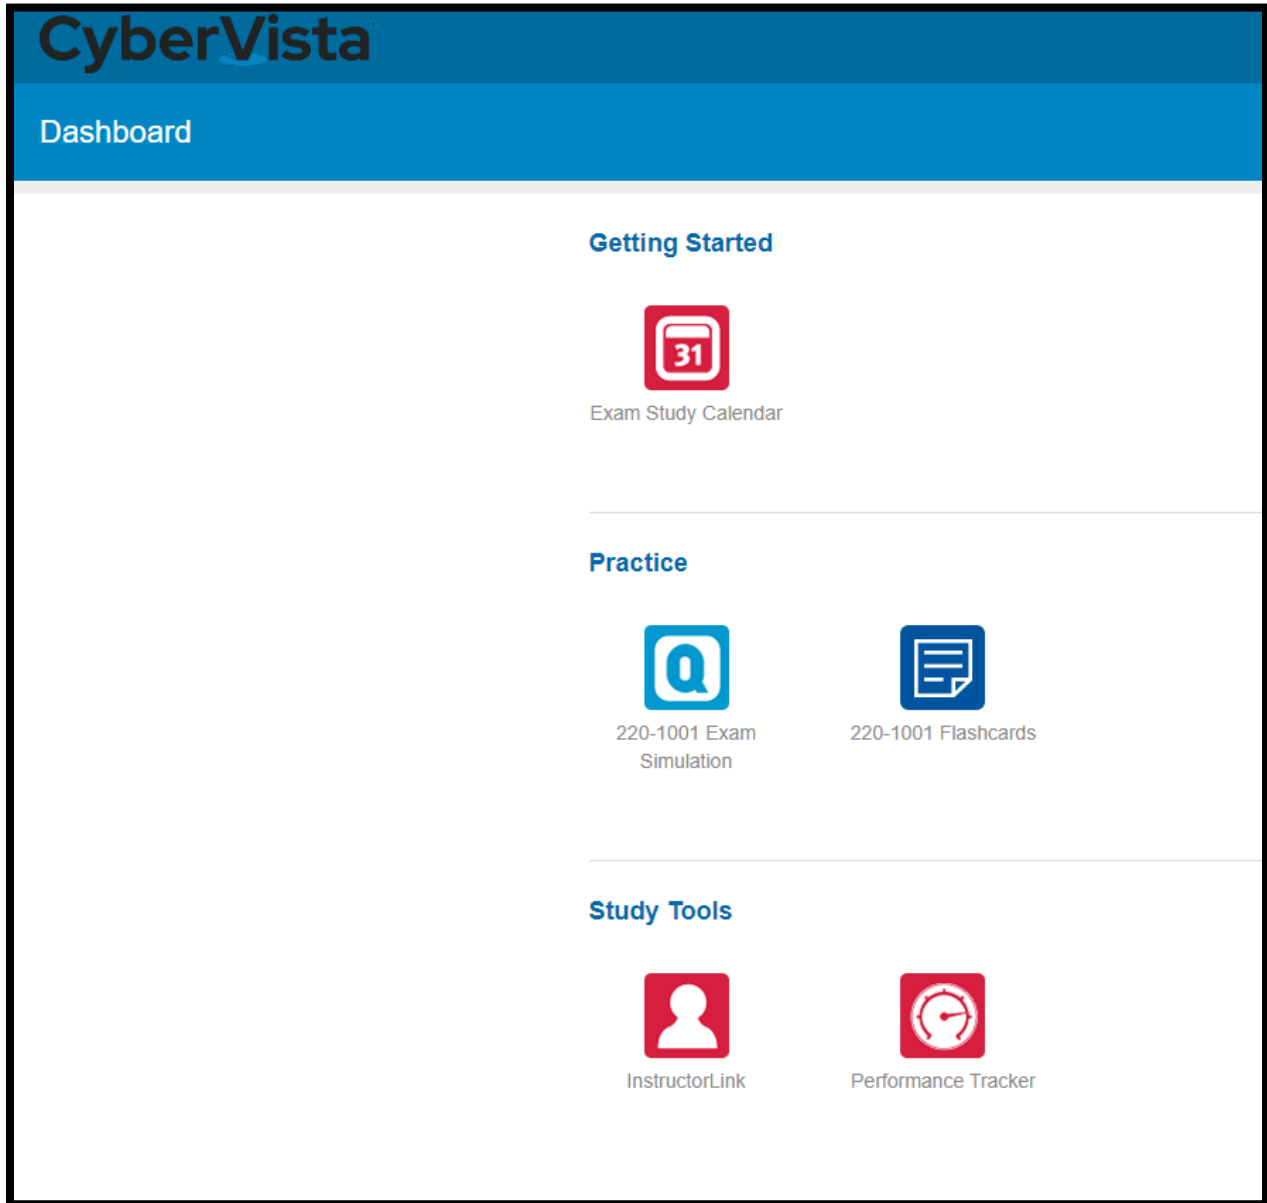 CyberVista
Dashboard
Getting Started
31
Exam Study Calendar
Practice
Q
220-1001 Exam
Simulation
220-1001 Flashcards
Study Tools
InstructorLink
Performance Tracker